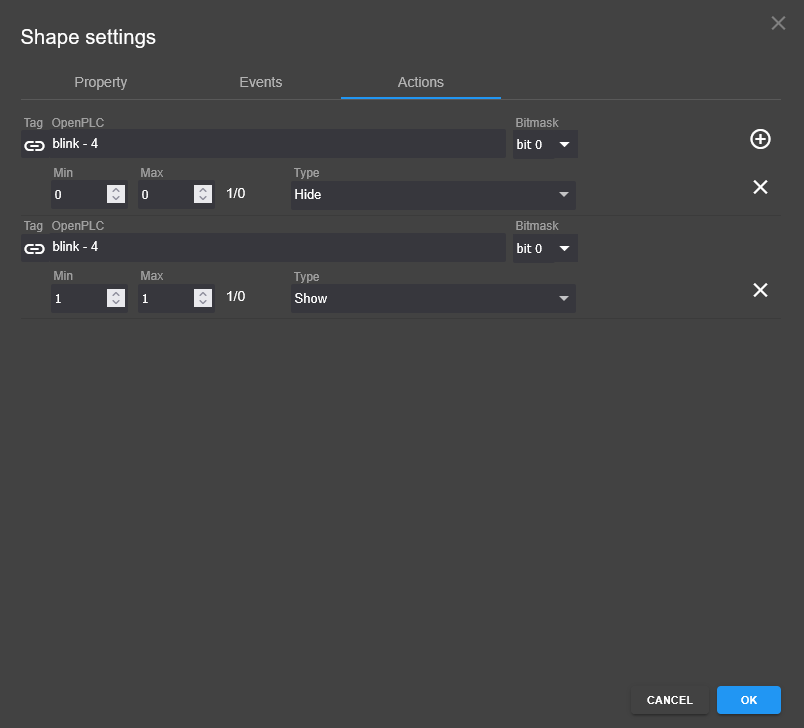 Shape settings
Property Events Actions
Tag OpenPLC Bitmask
blink - 4 bit 0
Min Max Type
0 0 1/0 Hide
Tag OpenPLC Bitmask
blink - 4 bit 0
Min Max Type
1 1 1/0 Show
CANCEL OK